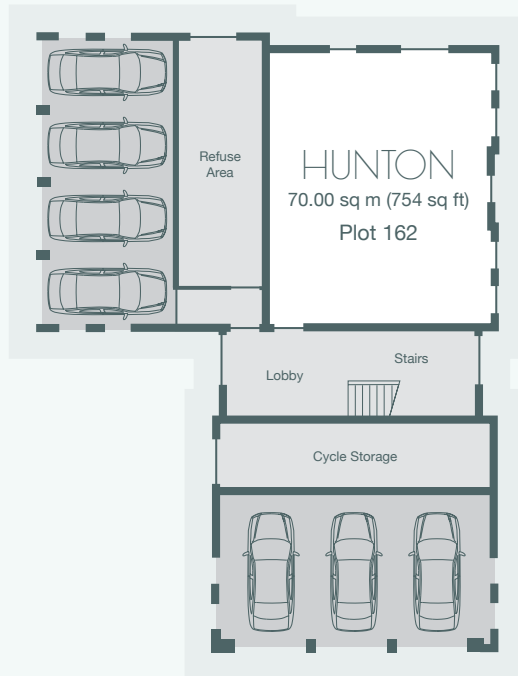 Refuse
Area
HUNTON
70.00 sq m (754 sq ft)
Plot 162
Stairs
Lobby
Cycle Storage